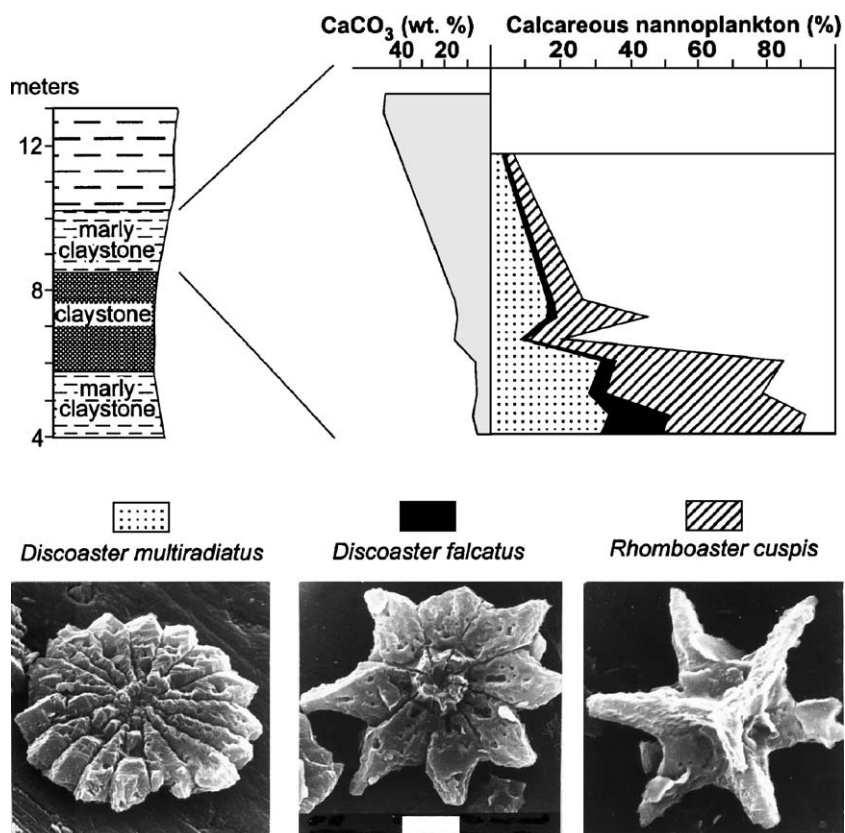 CaCO3 (wt. %) Calcareous nannoplankton (%)
40 20 20 40 60 80
meters
12
marly
claystone
8
claystone
marly
claystone
4
Discoaster multiradiatus Discoaster falcatus Rhomboaster cuspis